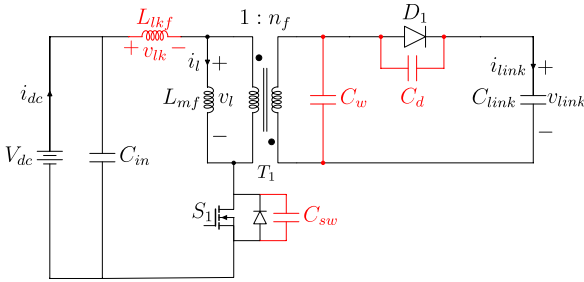 L_{lkf}
1 : n_f
D_1
+ v_{lk} −
i_l
+
i_{link}
+
i_{dc}
L_{mf}
v_l
C_w
C_d
C_{link}
v_{link}
−
−
V_{dc}
C_{in}
T_1
S_1
C_{sw}